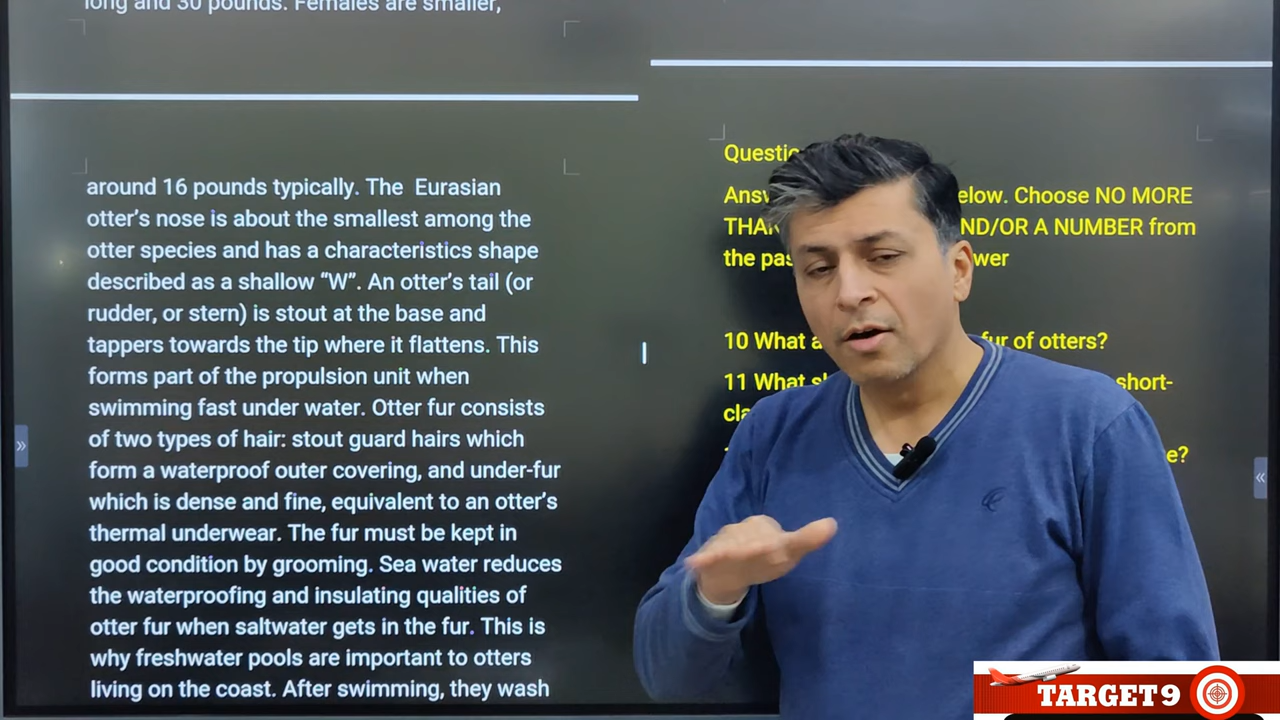 long and 30 pounds. Females are smaller,
around 16 pounds typically. The Eurasian
otter's nose is about the smallest among the
otter species and has a characteristics shape
described as a shallow “W”. An otter's tail (or
rudder, or stern) is stout at the base and
tappers towards the tip where it flattens. This
forms part of the propulsion unit when
swimming fast under water. Otter fur consists
of two types of hair: stout guard hairs which
form a waterproof outer covering, and under-fur
which is dense and fine, equivalent to an otter's
thermal underwear. The fur must be kept in
good condition by grooming. Sea water reduces
the waterproofing and insulating qualities of
otter fur when saltwater gets in the fur. This is
why freshwater pools are important to otters
living on the coast. After swimming, they wash
elow. Choose NO MORE
ND/OR A NUMBER from
the
10 What fur of otters?
11 What short-
e?
TARGET9